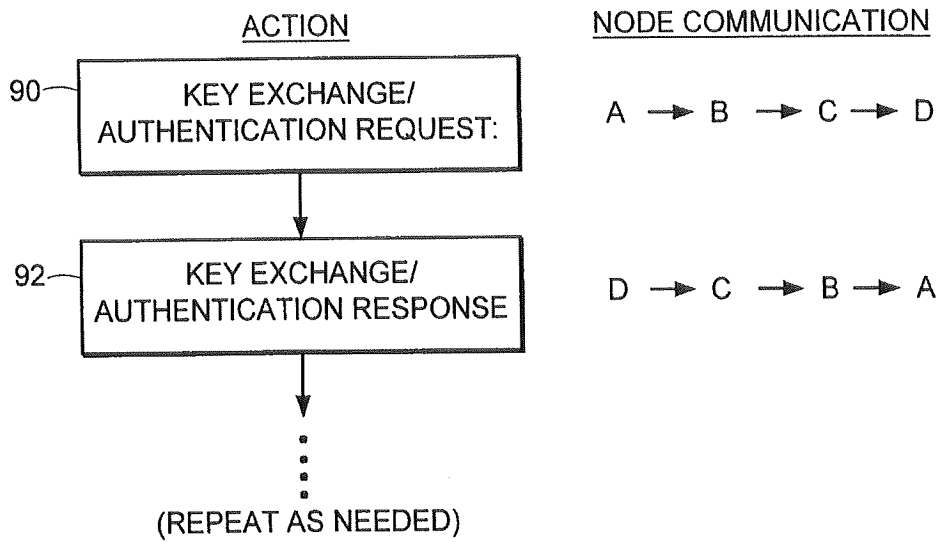 ACTION
NODE COMMUNICATION
90
KEY EXCHANGE/
AUTHENTICATION REQUEST:
A → B → C → D
92
KEY EXCHANGE/
AUTHENTICATION RESPONSE
D → C → B → A
(REPEAT AS NEEDED)